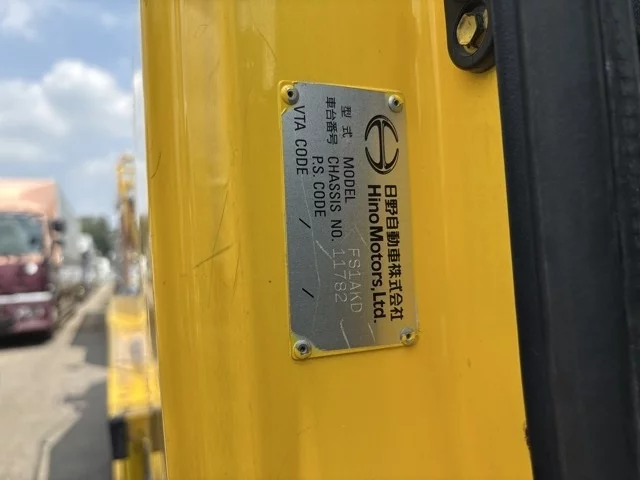 日野自動車株式会社
Hino Motors, Ltd.
型式 MODEL FS1AKD
車台番号 CHASSIS NO. 11782
P.S. CODE /
VTA CODE /